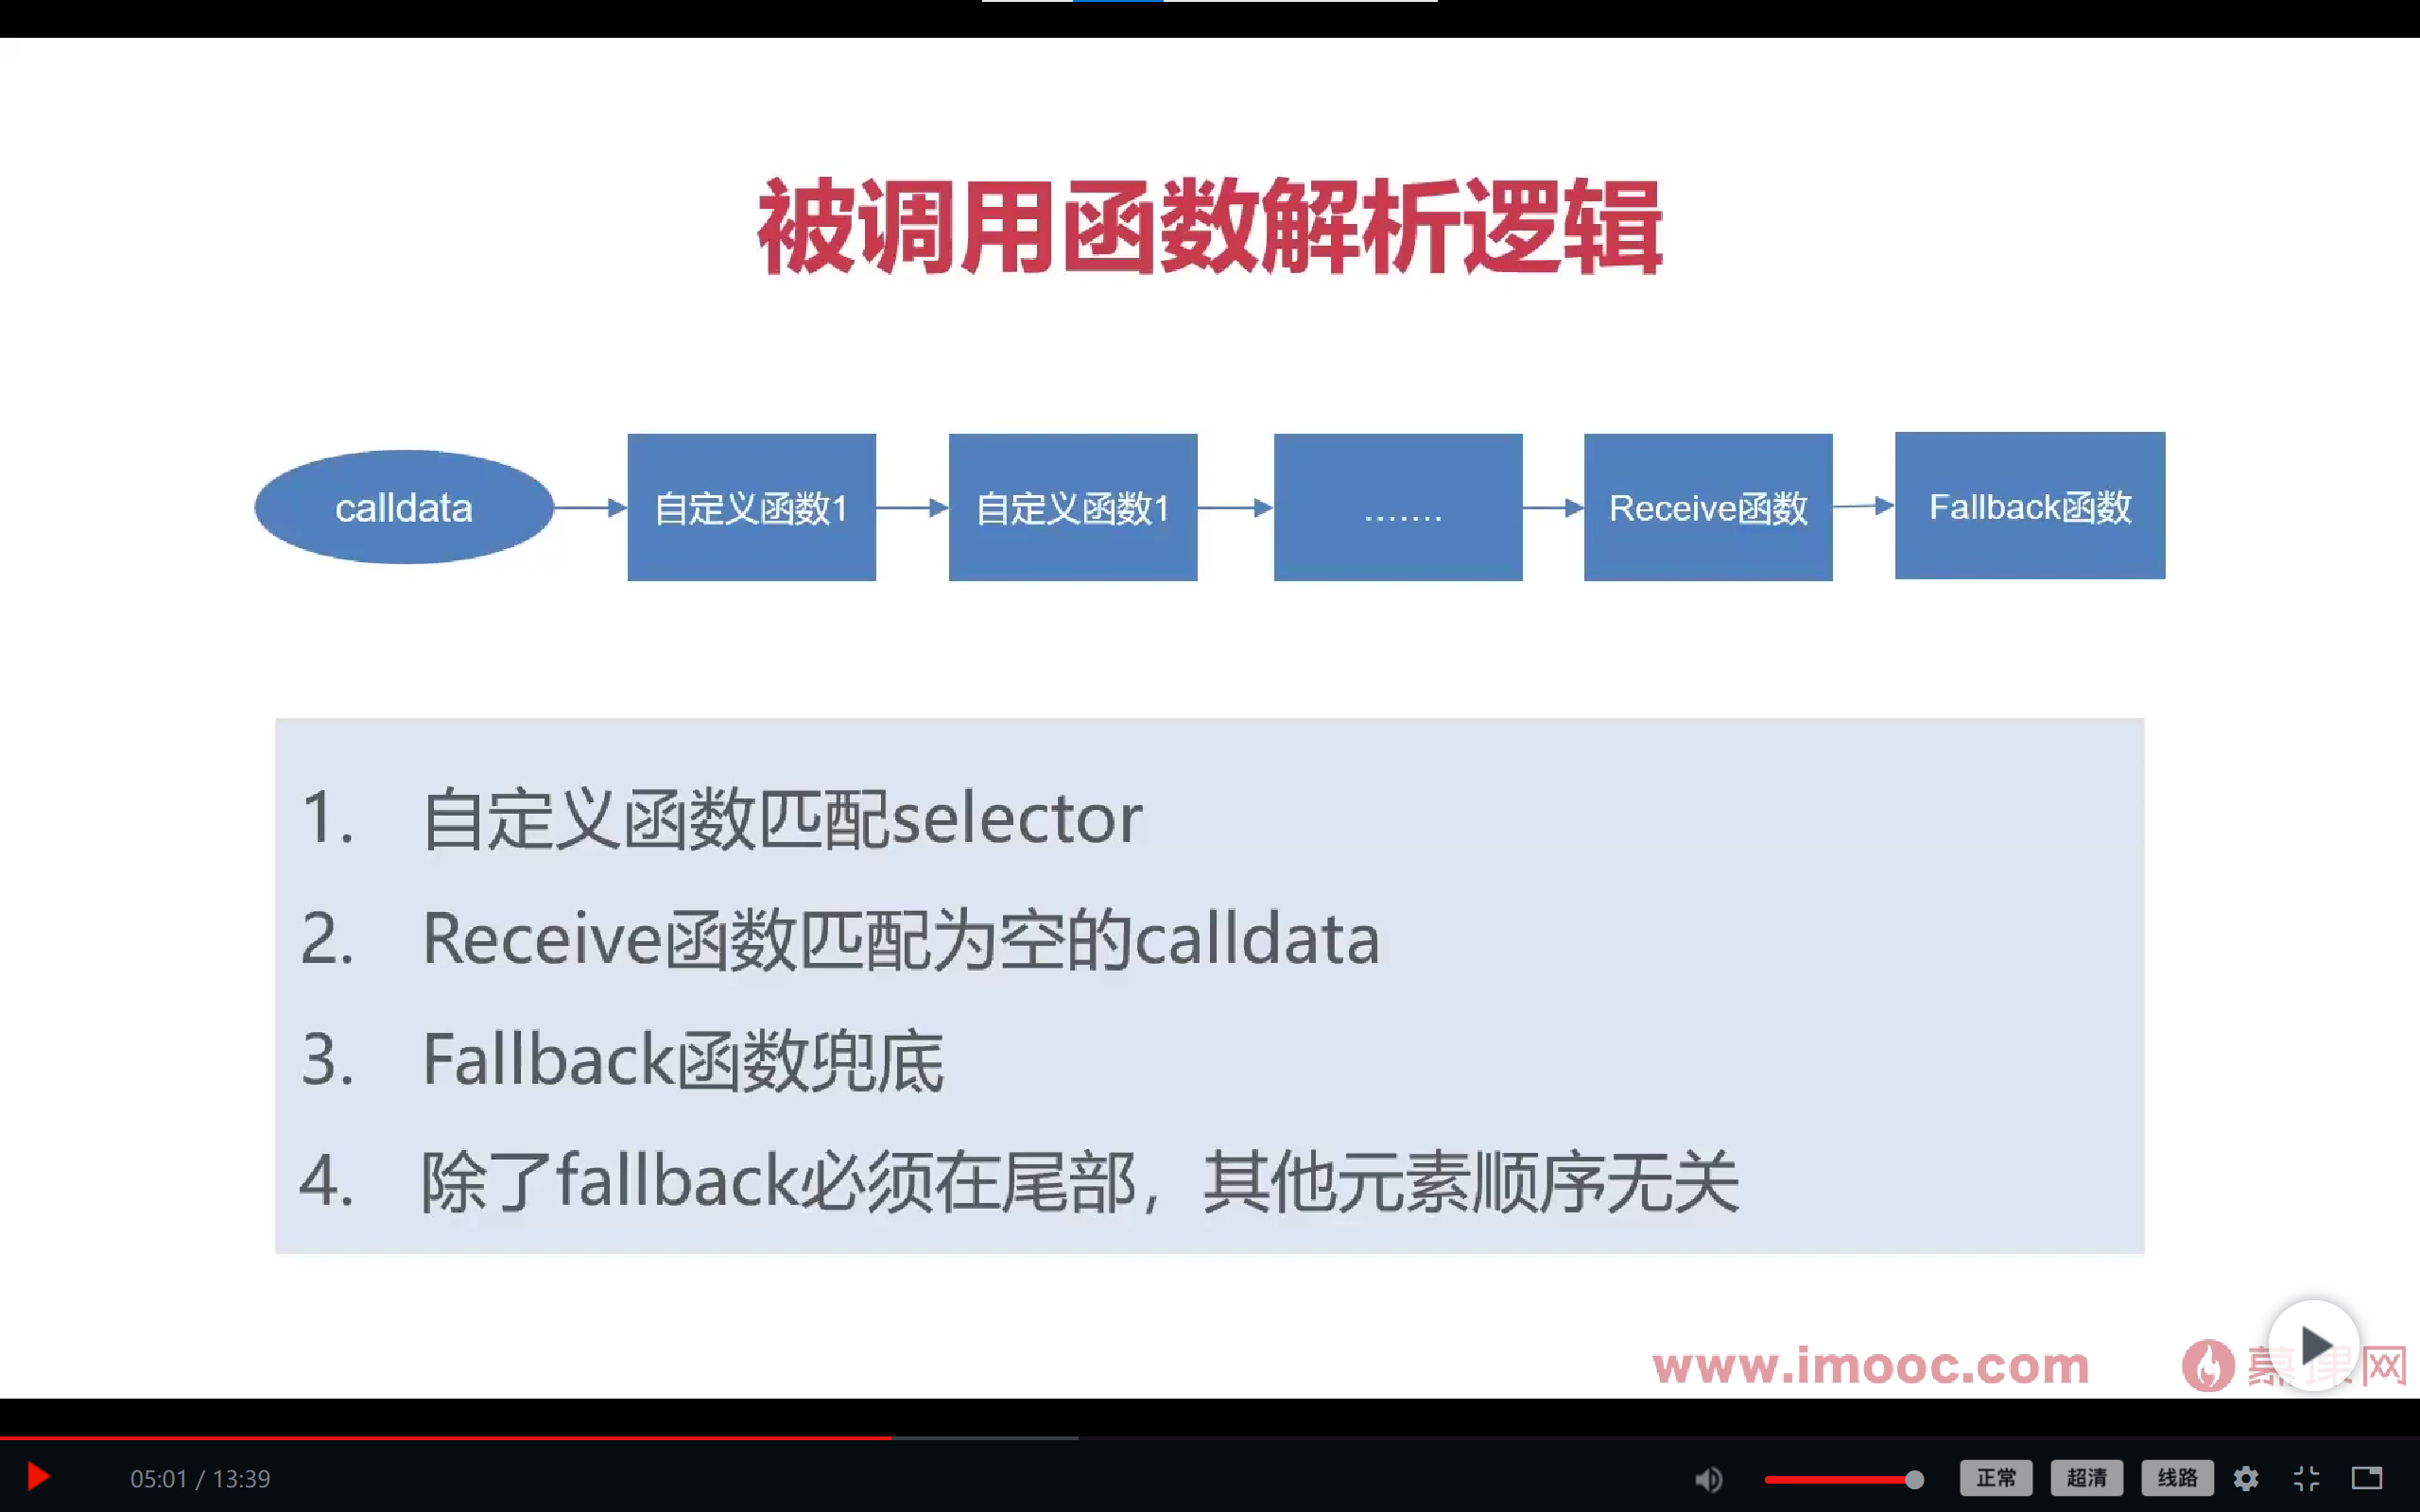 被调用函数解析逻辑
calldata
自定义函数1
自定义函数1
.......
Receive函数
Fallback函数
1. 自定义函数匹配selector
2. Receive函数匹配为空的calldata
3. Fallback函数兜底
4. 除了fallback必须在尾部，其他元素顺序无关
www.imooc.com
慕课网
05:01 / 13:39
正常
超清
线路